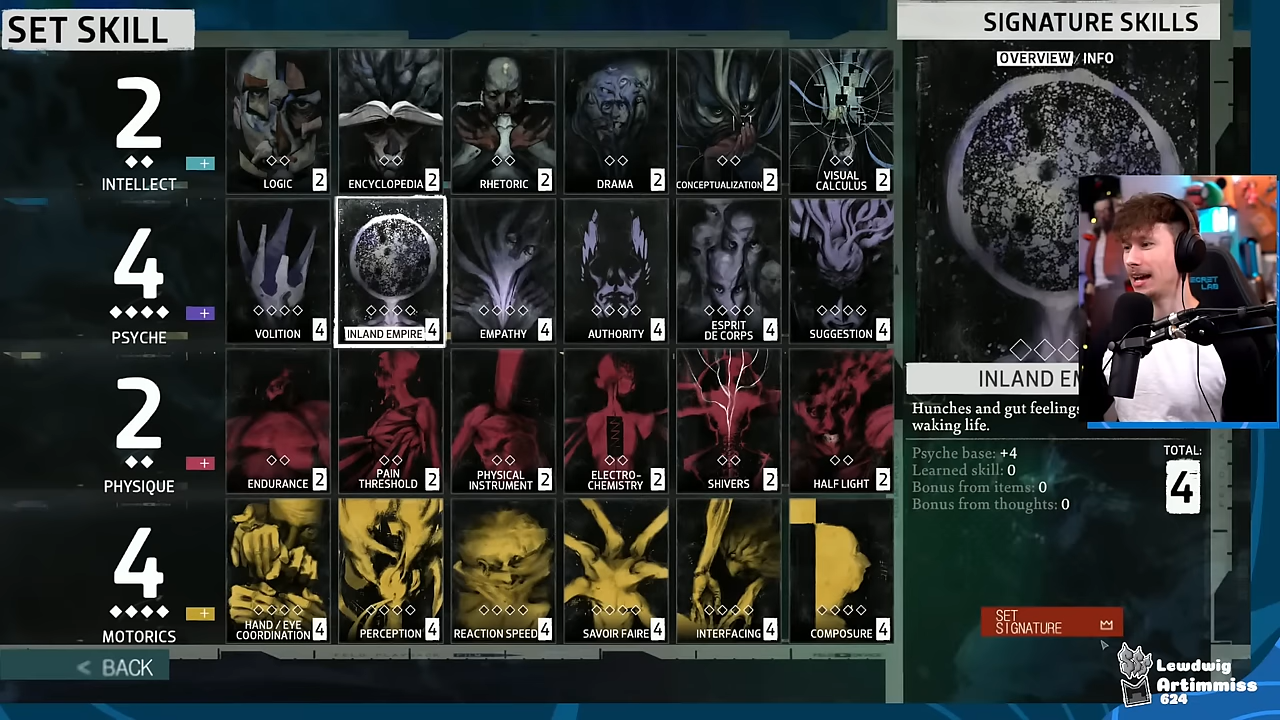 SET SKILL
2
INTELLECT
LOGIC 2
ENCYCLOPEDIA 2
RHETORIC 2
DRAMA 2
CONCEPTUALIZATION 2
VISUAL
CALCULUS 2
4
PSYCHE
VOLITION 4
INLAND EMPIRE 4
EMPATHY 4
AUTHORITY 4
ESPRIT
DE CORPS 4
SUGGESTION 4
2
PHYSIQUE
ENDURANCE 2
PAIN
THRESHOLD 2
PHYSICAL
INSTRUMENT 2
ELECTRO-
CHEMISTRY 2
SHIVERS 2
HALF LIGHT 2
4
MOTORICS
HAND / EYE
COORDINATION 4
PERCEPTION 4
REACTION SPEED 4
SAVOIR FAIRE 4
INTERFACING 4
COMPOSURE 4
< BACK
SIGNATURE SKILLS
OVERVIEW / INFO
INLAND EM
Hunches and gut feelings
waking life.
Psyche base: +4
Learned skill: 0
Bonus from items: 0
Bonus from thoughts: 0
TOTAL:
4
SET
SIGNATURE
SECRET
LAB
Lewdwig
Artimmiss
624